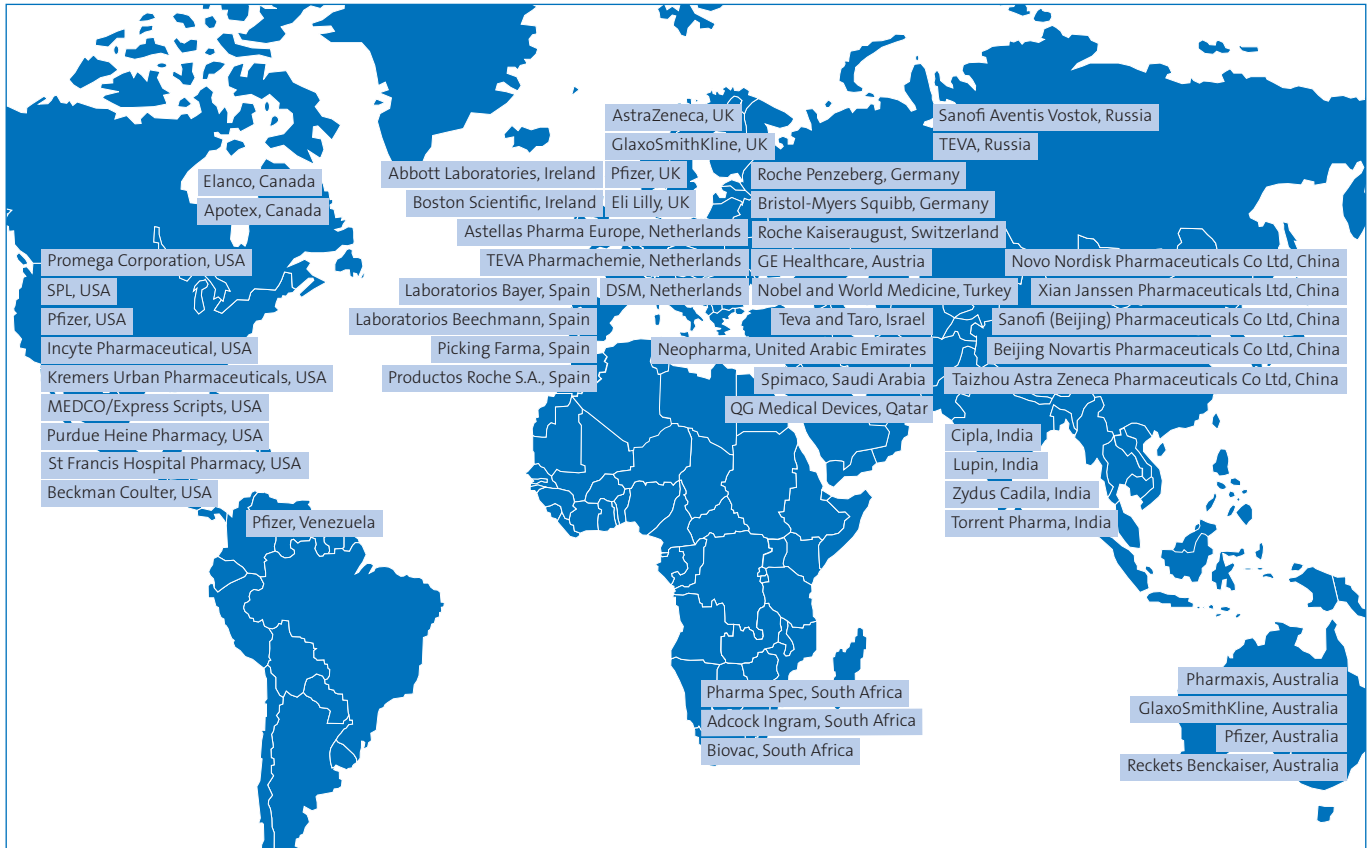 AstraZeneca, UK
GlaxoSmithKline, UK
Pfizer, UK
Eli Lilly, UK
Abbott Laboratories, Ireland
Boston Scientific, Ireland
Astellas Pharma Europe, Netherlands
TEVA Pharmachemie, Netherlands
DSM, Netherlands
Laboratorios Bayer, Spain
Laboratorios Beechmann, Spain
Picking Farma, Spain
Productos Roche S.A., Spain
Sanofi Aventis Vostok, Russia
TEVA, Russia
Roche Penzeberg, Germany
Bristol-Myers Squibb, Germany
Roche Kaiseraugust, Switzerland
GE Healthcare, Austria
Nobel and World Medicine, Turkey
Teva and Taro, Israel
Neopharma, United Arabic Emirates
Spimaco, Saudi Arabia
QG Medical Devices, Qatar
Elanco, Canada
Apotex, Canada
Promega Corporation, USA
SPL, USA
Pfizer, USA
Incyte Pharmaceutical, USA
Kremers Urban Pharmaceuticals, USA
MEDCO/Express Scripts, USA
Purdue Heine Pharmacy, USA
St Francis Hospital Pharmacy, USA
Beckman Coulter, USA
Pfizer, Venezuela
Novo Nordisk Pharmaceuticals Co Ltd, China
Xian Janssen Pharmaceuticals Ltd, China
Sanofi (Beijing) Pharmaceuticals Co Ltd, China
Beijing Novartis Pharmaceuticals Co Ltd, China
Taizhou Astra Zeneca Pharmaceuticals Co Ltd, China
Cipla, India
Lupin, India
Zydus Cadila, India
Torrent Pharma, India
Pharma Spec, South Africa
Adcock Ingram, South Africa
Biovac, South Africa
Pharmaxis, Australia
GlaxoSmithKline, Australia
Pfizer, Australia
Reckets Benckaiser, Australia